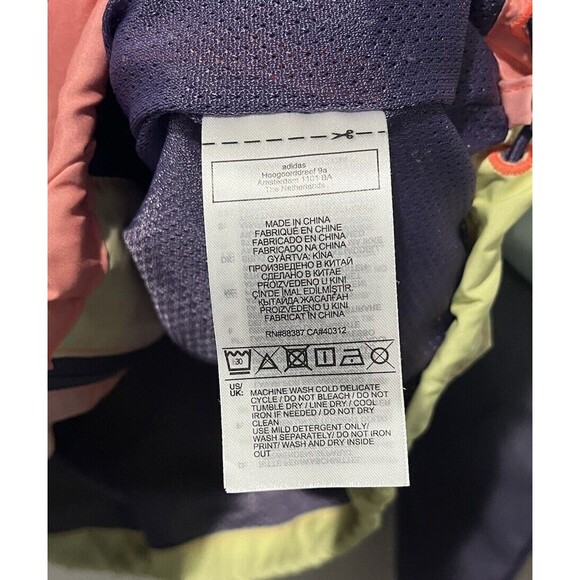 adidas
Hoogoorddreef 9a
Amsterdam 1101 BA
The Netherlands
MADE IN CHINA
FABRIQUÉ EN CHINE
FABRICADO EN CHINA
FABRICADO NA CHINA
GYÁRTVA: KÍNA
ПРОИЗВЕДЕНО В КИТАЙ
СДЕЛАНО В КИТАЕ
PROIZVEDENO U KINI
ÇİN'DE İMAL EDİLMİŞTİR.
ҚЫТАЙДА ЖАСАЛҒАН
PROIZVEDENO U KINI
FABRICAT ÎN CHINA
RN#88387 CA#40312
30
US/ UK: MACHINE WASH COLD DELICATE
CYCLE / DO NOT BLEACH / DO NOT
TUMBLE DRY / LINE DRY / COOL
IRON IF NEEDED / DO NOT DRY
CLEAN
USE MILD DETERGENT ONLY/
WASH SEPARATELY/ DO NOT IRON
PRINT/ WASH AND DRY INSIDE
OUT